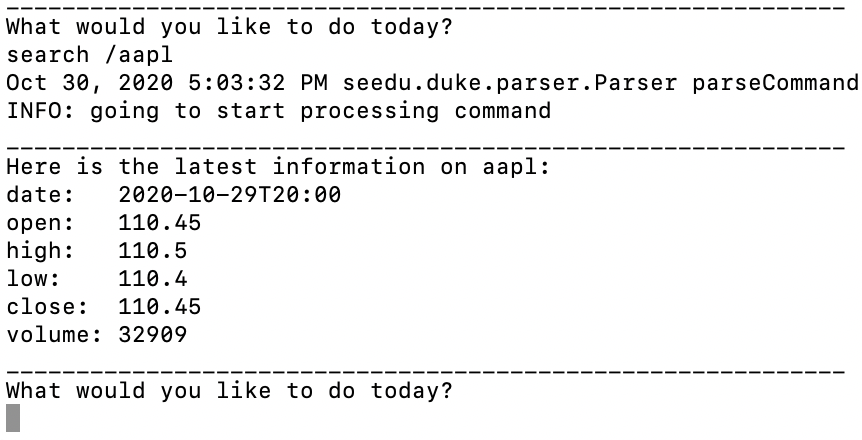 ____________________________________________________________
What would you like to do today?
search /aapl
Oct 30, 2020 5:03:32 PM seedu.duke.parser.Parser parseCommand
INFO: going to start processing command
____________________________________________________________
Here is the latest information on aapl:
date:   2020-10-29T20:00
open:   110.45
high:   110.5
low:    110.4
close:  110.45
volume: 32909
____________________________________________________________
What would you like to do today?